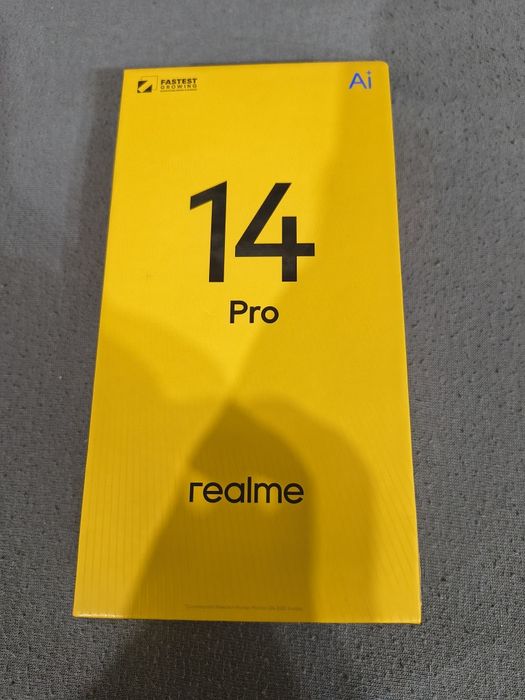 FASTEST
GROWING
Ai
14
Pro
realme